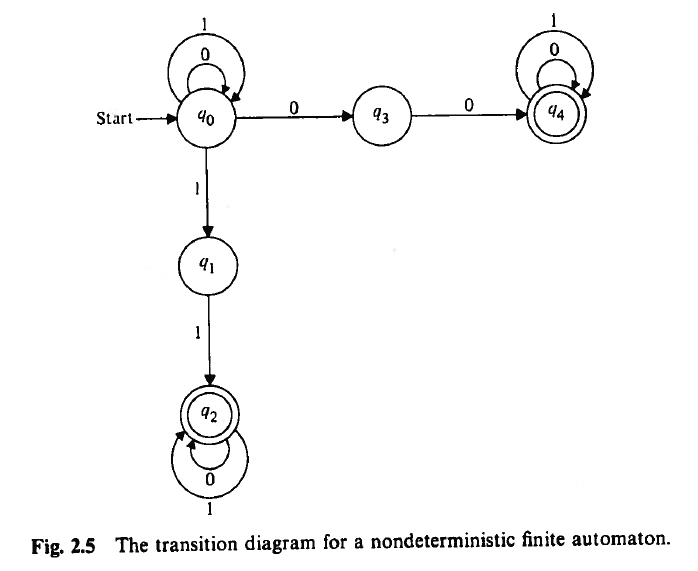 1
1
0
0
Start
q0
0
q3
0
q4
1
q1
1
q2
0
1
Fig. 2.5 The transition diagram for a nondeterministic finite automaton.